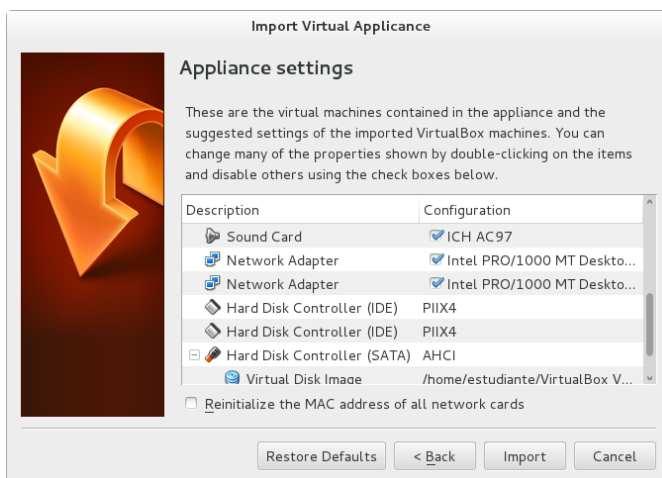 Import Virtual Applicance
Appliance settings
These are the virtual machines contained in the appliance and the
suggested settings of the imported VirtualBox machines. You can
change many of the properties shown by double-clicking on the items
and disable others using the check boxes below.
Description Configuration
Sound Card ICH AC97
Network Adapter Intel PRO/1000 MT Deskto...
Network Adapter Intel PRO/1000 MT Deskto...
Hard Disk Controller (IDE) PIIX4
Hard Disk Controller (IDE) PIIX4
Hard Disk Controller (SATA) AHCI
Virtual Disk Image /home/estudiante/VirtualBox V...
Reinitialize the MAC address of all network cards
Restore Defaults < Back Import Cancel